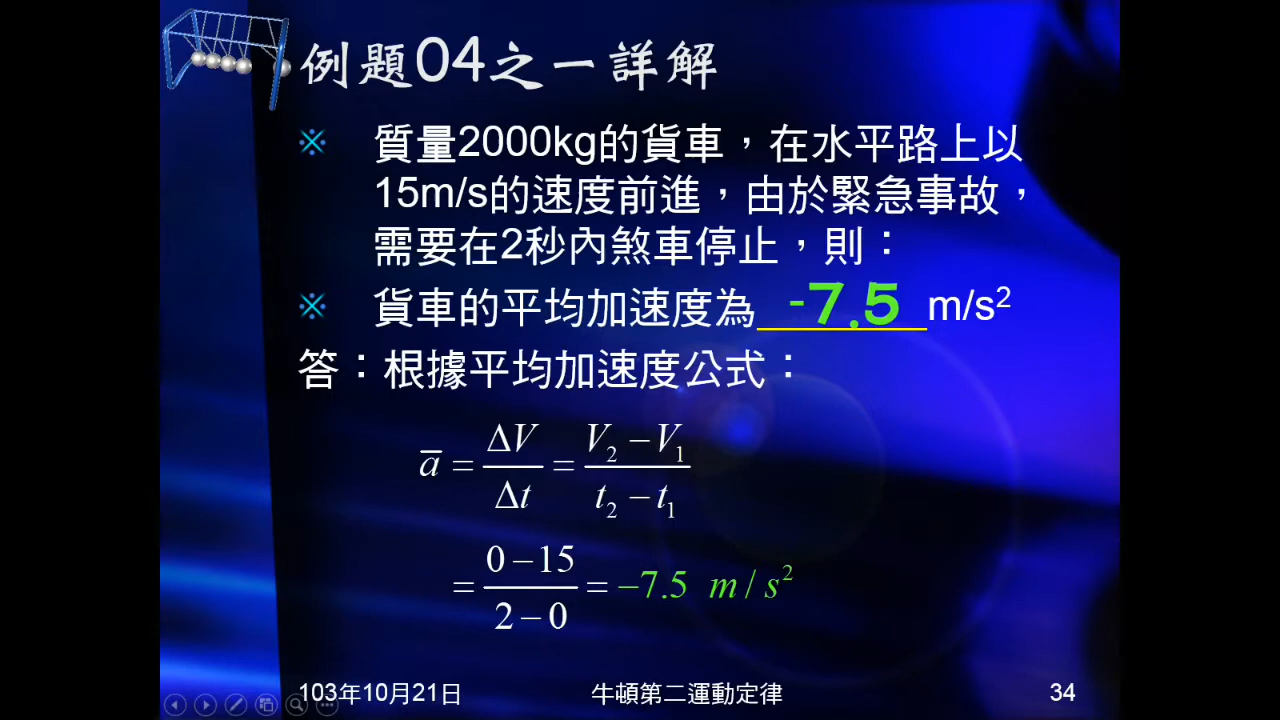 例題04之一詳解
※ 質量2000kg的貨車，在水平路上以
15m/s的速度前進，由於緊急事故，
需要在2秒內煞車停止，則：
※ 貨車的平均加速度為 -7.5 m/s²
答：根據平均加速度公式：
a̅ = ΔV/Δt = (V₂ − V₁)/(t₂ − t₁)
= (0 − 15)/(2 − 0) = −7.5 m/s²
103年10月21日 牛頓第二運動定律 34